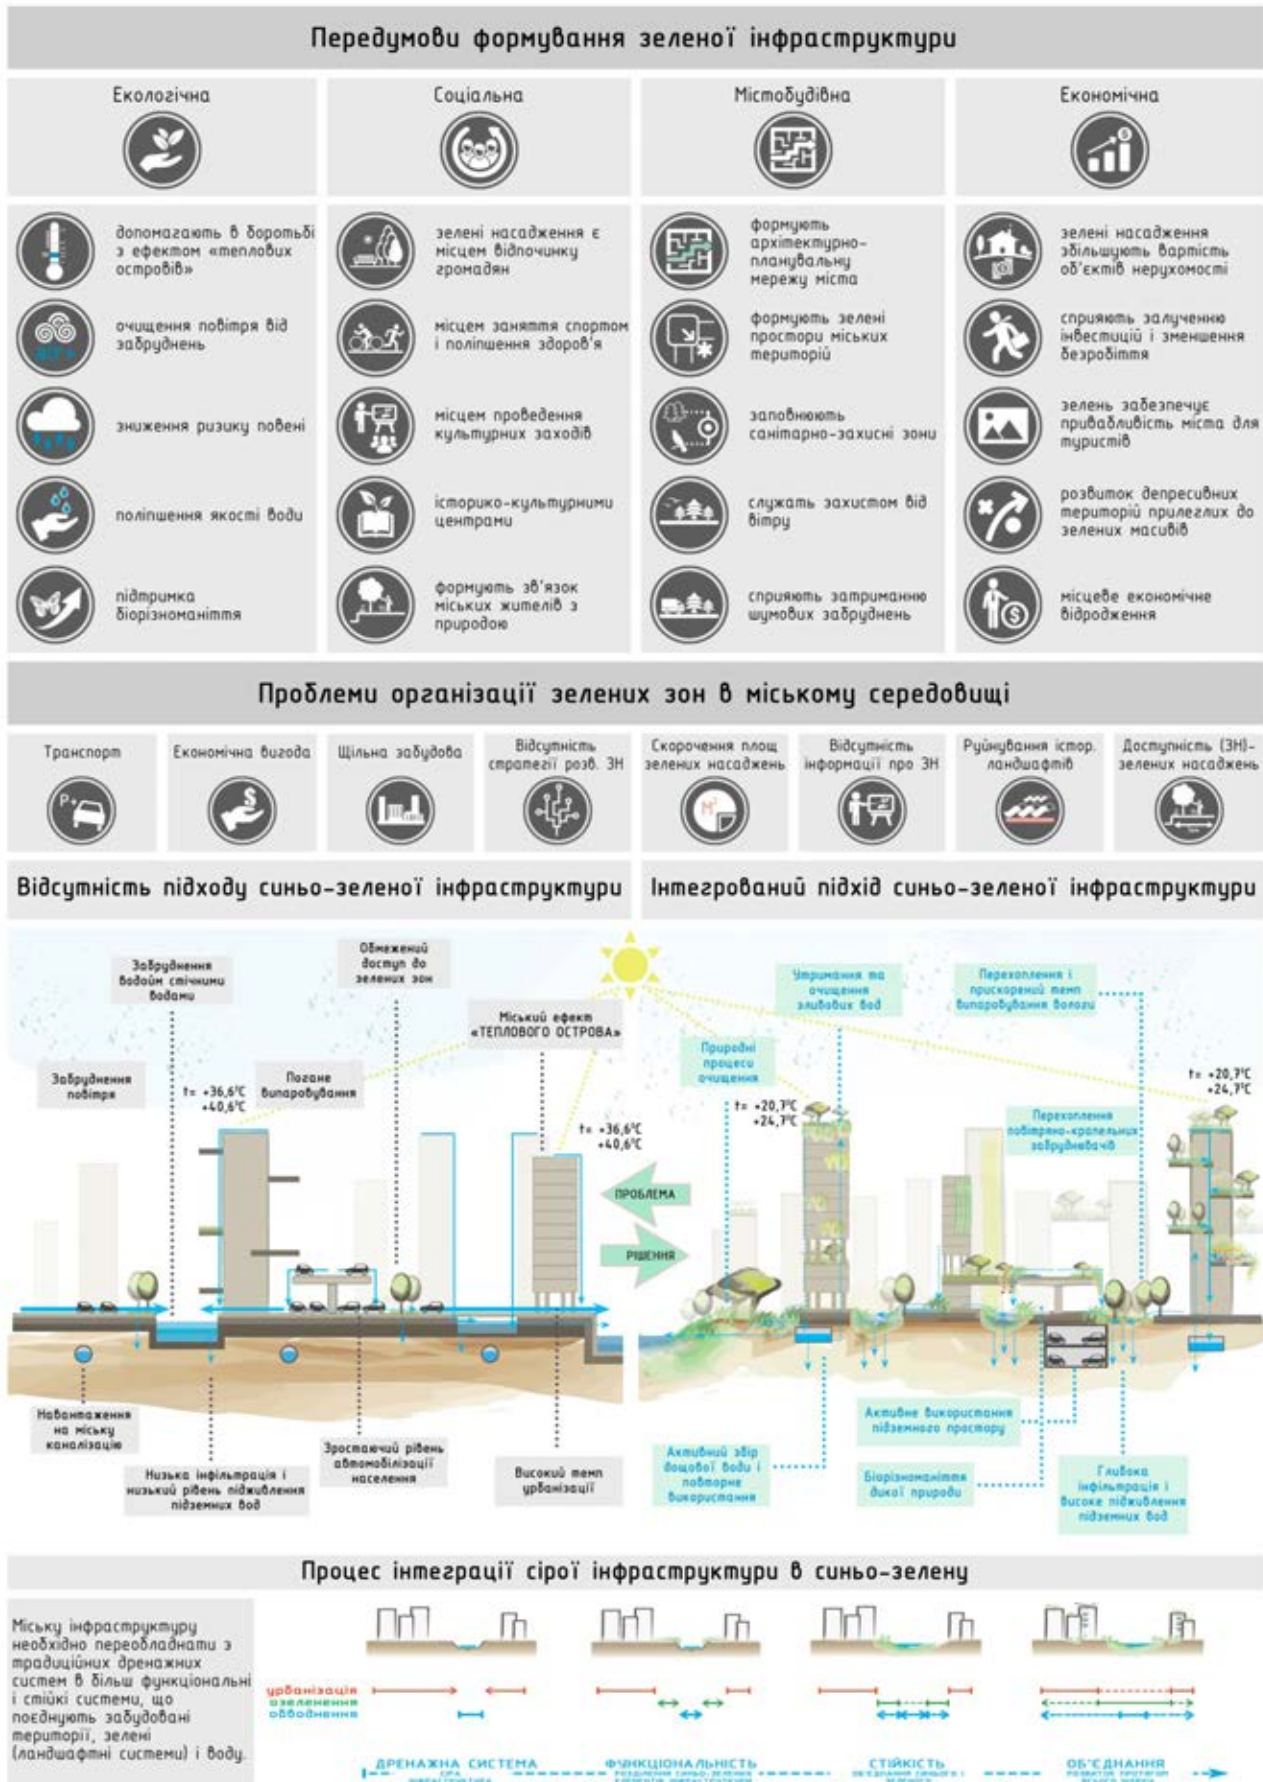 Передумови формування зеленої інфраструктури
Екологічна
Соціальна
Містобудівна
Економічна
допомагають в боротьбі
з ефектом «теплових
островів»
очищення повітря від
забруднень
зниження ризику повені
поліпшення якості води
підтримка
біорізноманіття
зелені насадження є
місцем відпочинку
громадян
місцем заняття спортом
і поліпшення здоров'я
місцем проведення
культурних заходів
історико-культурними
центрами
формують зв'язок
міських жителів з
природою
формують
архітектурно-
планувальну
мережу міста
формують зелені
простори міських
територій
заповнюють
санітарно-захисні зони
служать захистом від
вітру
сприяють затриманню
шумових забруднень
зелені насадження
збільшують вартість
об'єктів нерухомості
сприяють залученню
інвестицій і зменшення
безробіття
зелень забезпечує
привабливість міста для
туристів
розвиток депресивних
територій прилеглих до
зелених масивів
місцеве економічне
відродження
Проблеми організації зелених зон в міському середовищі
Транспорт
P+
Економічна вигода
Щільна забудова
Відсутність
стратегії розв. ЗН
Скорочення площ
зелених насаджень
M²
Відсутність
інформації про ЗН
Руйнування істор.
ландшафтів
Доступність (ЗН)-
зелених насаджень
Відсутність підходу синьо-зеленої інфраструктури
Інтегрований підхід синьо-зеленої інфраструктури
Забруднення
водойм стічними
водами
Обмежений
доступ до
зелених зон
Міський ефект
«ТЕПЛОВОГО ОСТРОВА»
Забруднення
повітря
t= +36,6°C
+40,6°C
Погане
випаровування
t= +36,6°C
+40,6°C
ПРОБЛЕМА
РІШЕННЯ
Навантаження
на міську
каналізацію
Низька інфільтрація і
низький рівень підживлення
підземних вод
Зростаючий рівень
автомобілізації
населення
Високий темп
урбанізації
Утримання та
очищення
зливових вод
Перехоплення і
прискорений темп
випаровування вологи
Природні
процеси
очищення
t= +20,7°C
+24,7°C
t= +20,7°C
+24,7°C
Перехоплення
повітряно-крапельних
забруднювачів
Активний збір
дощової води і
повторне
використання
Активне використання
підземного простору
Біорізноманіття
дикої природи
Глибока
інфільтрація і
високе підживлення
підземних вод
Процес інтеграції сірої інфраструктури в синьо-зелену
Міську інфраструктуру
необхідно переобладнати з
традиційних дренажних
систем в більш функціональні
і стійкі системи, що
поєднують забудовані
території, зелені
(ландшафтні системи) і воду.
урбанізація
озеленення
обводнення
ДРЕНАЖНА СИСТЕМА
ФУНКЦІОНАЛЬНІСТЬ
СТІЙКІСТЬ
ОБ'ЄДНАННЯ